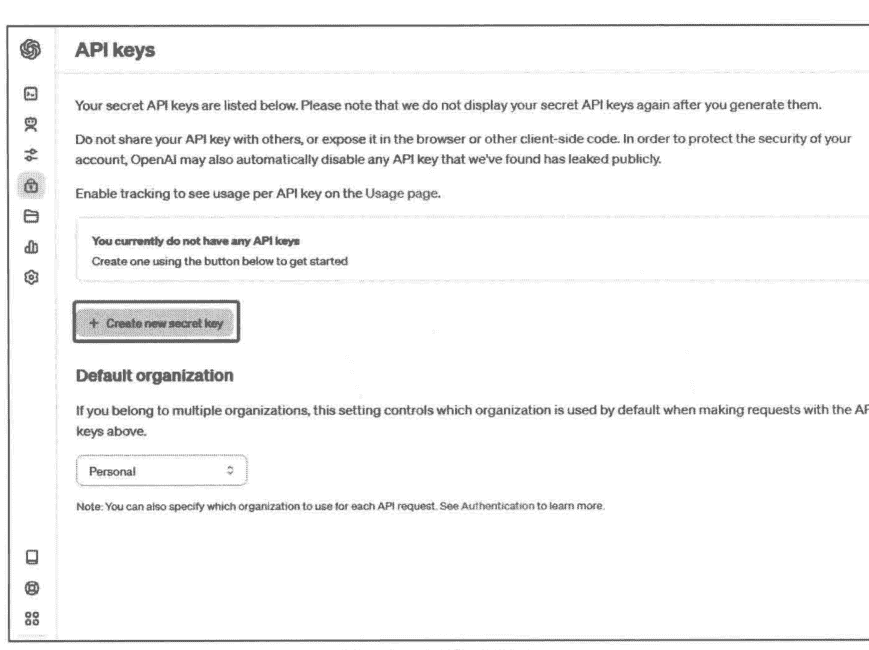 API keys
Your secret API keys are listed below. Please note that we do not display your secret API keys again after you generate them.
Do not share your API key with others, or expose it in the browser or other client-side code. In order to protect the security of your
account, OpenAI may also automatically disable any API key that we've found has leaked publicly.
Enable tracking to see usage per API key on the Usage page.
You currently do not have any API keys
Create one using the button below to get started
+ Create new secret key
Default organization
If you belong to multiple organizations, this setting controls which organization is used by default when making requests with the AP
keys above.
Personal
Note: You can also specify which organization to use for each API request. See Authentication to learn more.